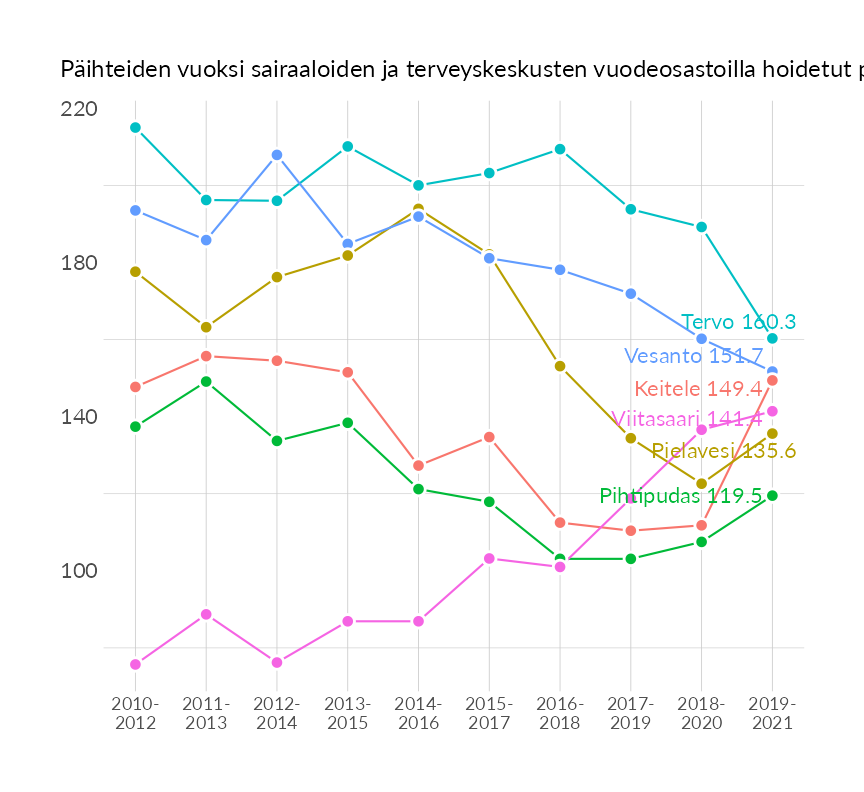 Päihteiden vuoksi sairaaloiden ja terveyskeskusten vuodeosastoilla hoidetut p
220
180
140
100
Tervo 160.3
Vesanto 151.7
Keitele 149.4
Viitasaari 141.4
Pielavesi 135.6
Pihtipudas 119.5
2010- 2011- 2012- 2013- 2014- 2015- 2016- 2017- 2018- 2019-
2012 2013 2014 2015 2016 2017 2018 2019 2020 2021